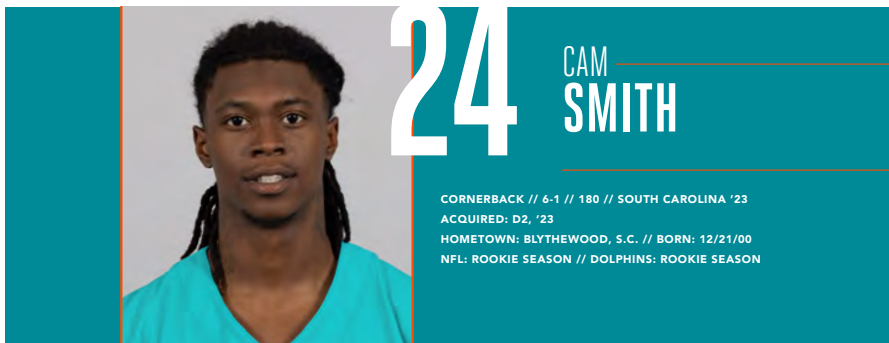 24
CAM
SMITH
CORNERBACK // 6-1 // 180 // SOUTH CAROLINA ’23
ACQUIRED: D2, ’23
HOMETOWN: BLYTHEWOOD, S.C. // BORN: 12/21/00
NFL: ROOKIE SEASON // DOLPHINS: ROOKIE SEASON